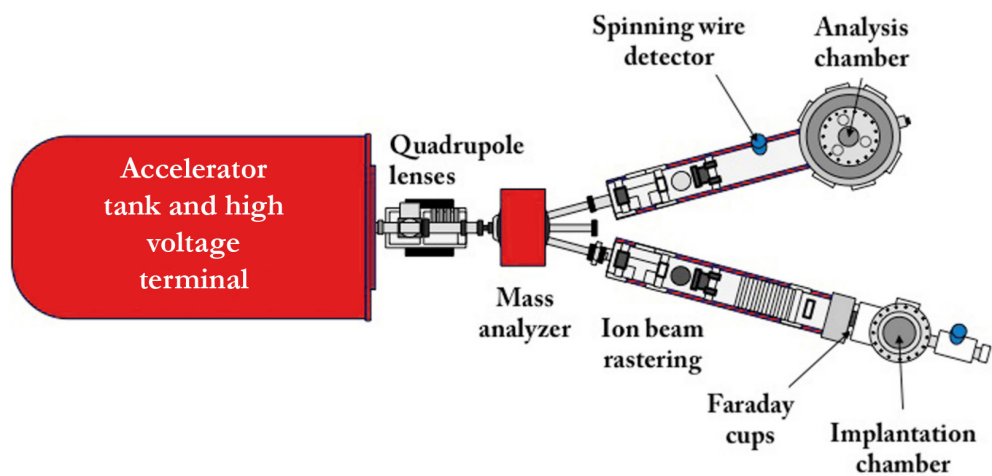 Spinning wire
detector
Analysis
chamber
Quadrupole
lenses
Accelerator
tank and high
voltage
terminal
Mass
analyzer
Ion beam
rastering
Faraday
cups
Implantation
chamber